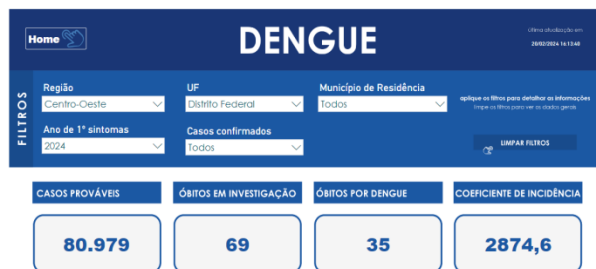 Home
DENGUE
Última atualização em
20/02/2024 16:13:40
FILTROS
Região
Centro-Oeste
UF
Distrito Federal
Município de Residência
Todos
aplique os filtros para detalhar as informações
limpe os filtros para ver os dados gerais
Ano de 1º sintomas
2024
Casos confirmados
Todos
LIMPAR FILTROS
CASOS PROVÁVEIS
ÓBITOS EM INVESTIGAÇÃO
ÓBITOS POR DENGUE
COEFICIENTE DE INCIDÊNCIA
80.979
69
35
2874,6